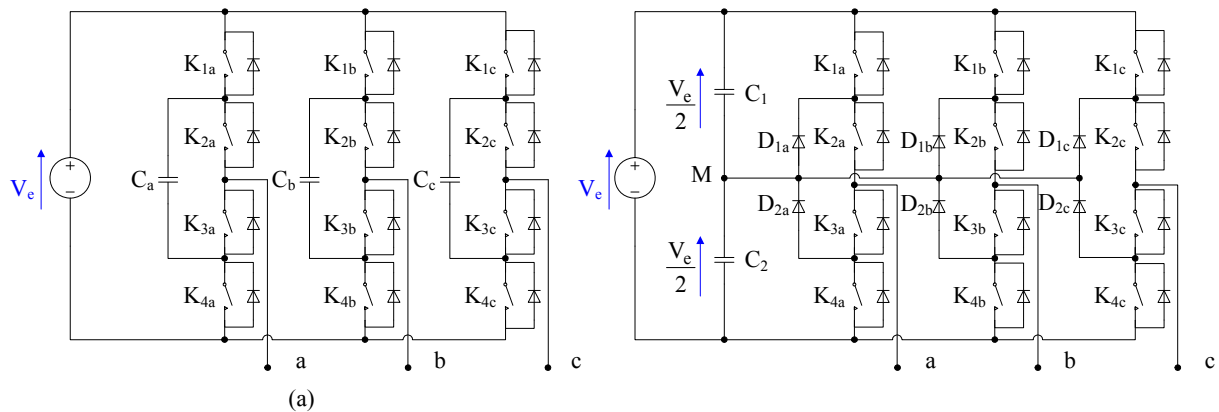 K1a K1b K1c
K2a K2b K2c
Ve Ca Cb Cc
K3a K3b K3c
K4a K4b K4c
a b c
(a)
K1a K1b K1c
Ve/2 C1
D1a K2a D1b K2b D1c K2c
Ve M
D2a K3a D2b K3b D2c K3c
Ve/2 C2
K4a K4b K4c
a b c